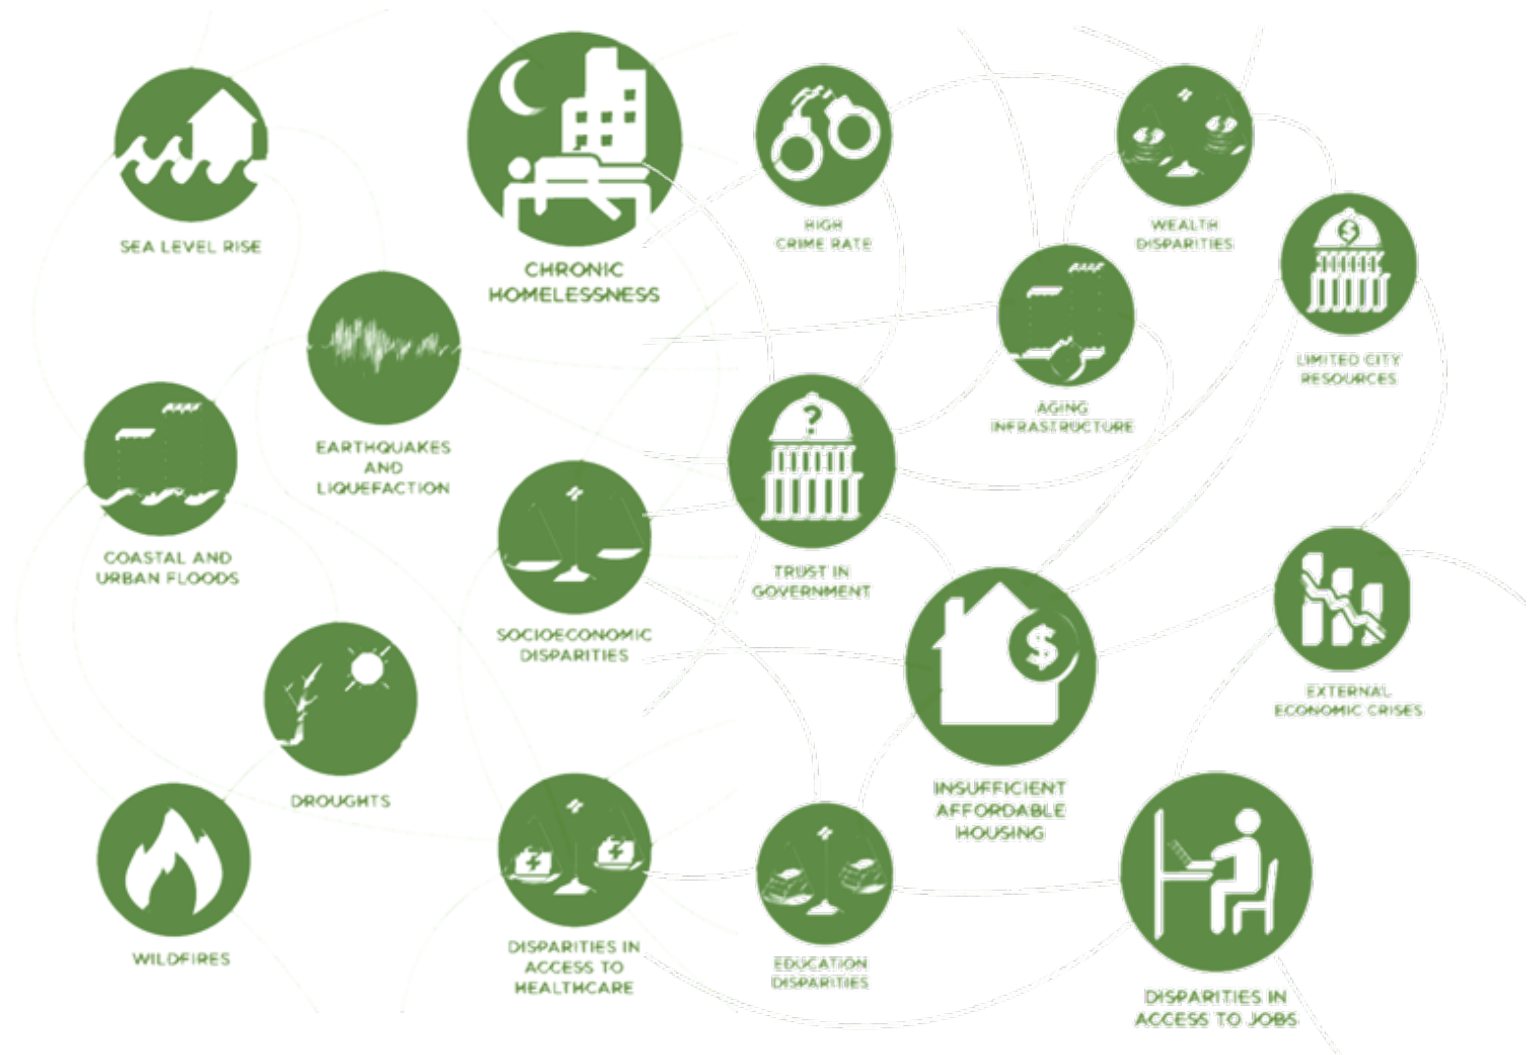 SEA LEVEL RISE
CHRONIC
HOMELESSNESS
HIGH
CRIME RATE
WEALTH
DISPARITIES
$
LIMITED CITY
RESOURCES
EARTHQUAKES
AND
LIQUEFACTION
AGING
INFRASTRUCTURE
?
TRUST IN
GOVERNMENT
COASTAL AND
URBAN FLOODS
SOCIOECONOMIC
DISPARITIES
$
INSUFFICIENT
AFFORDABLE
HOUSING
EXTERNAL
ECONOMIC CRISES
DROUGHTS
WILDFIRES
DISPARITIES IN
ACCESS TO
HEALTHCARE
EDUCATION
DISPARITIES
DISPARITIES IN
ACCESS TO JOBS